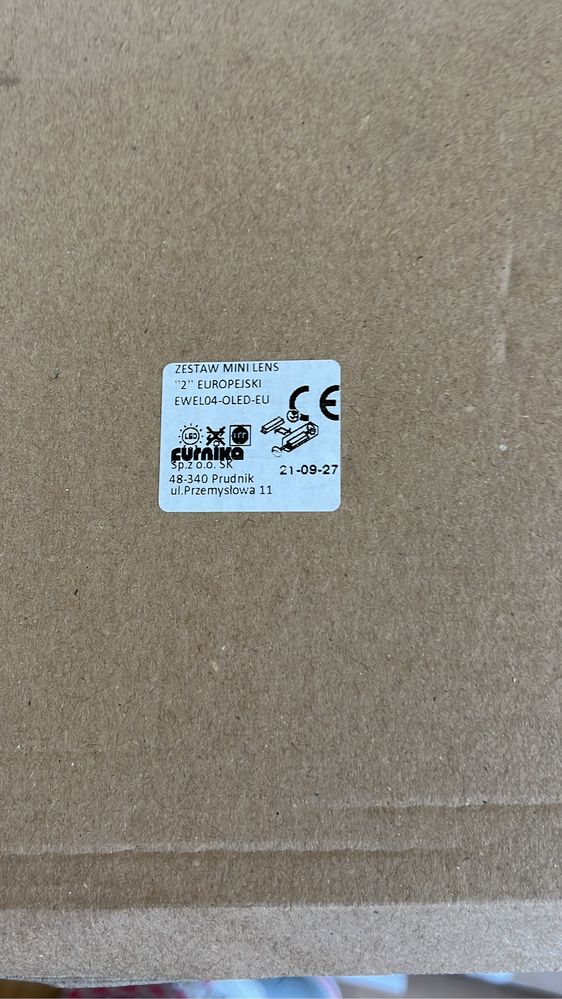 ZESTAW MINI LENS
"2" EUROPEJSKI
EWEL04-OLED-EU
CE
LED
furnika
Sp.z o.o. SK
21-09-27
48-340 Prudnik
ul.Przemysłowa 11